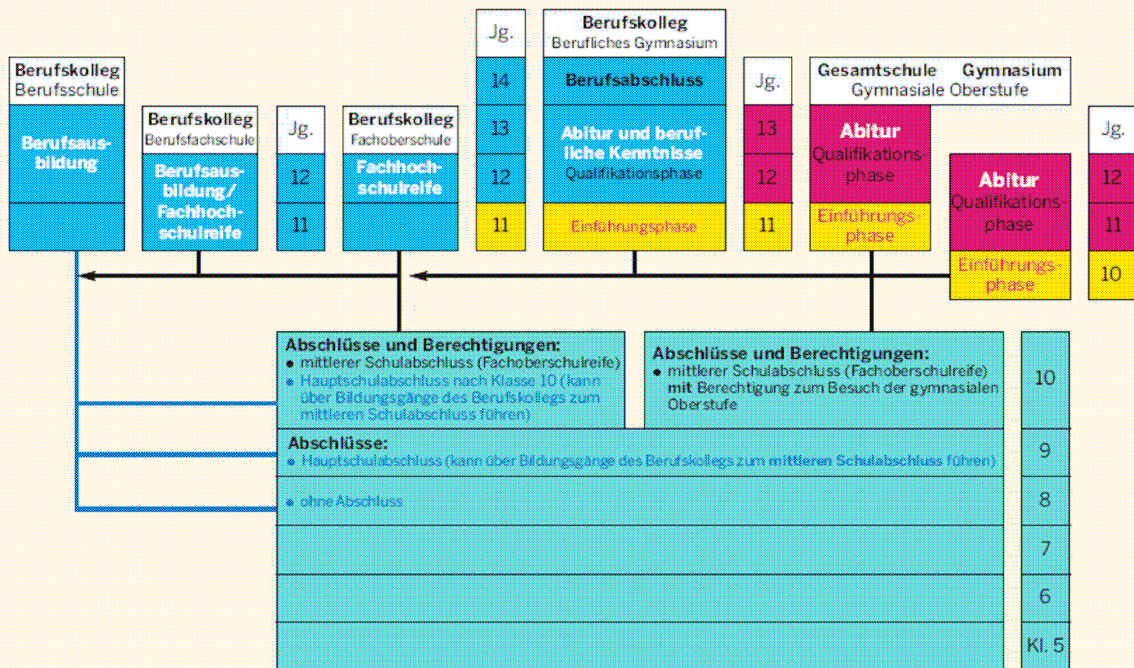 Berufskolleg
Berufsschule
Berufsaus-
bildung
Berufskolleg
Berufsfachschule
Berufsaus-
bildung/
Fachhoch-
schulreife
Jg.
12
11
Berufskolleg
Fachoberschule
Fachhoch-
schulreife
Jg.
14
13
12
11
Berufskolleg
Berufliches Gymnasium
Berufsabschluss
Abitur und beruf-
liche Kenntnisse
Qualifikationsphase
Einführungsphase
Jg.
13
12
11
Gesamtschule Gymnasium
Gymnasiale Oberstufe
Abitur
Qualifikations-
phase
Einführungs-
phase
Abitur
Qualifikations-
phase
Einführungs-
phase
Jg.
12
11
10
Abschlüsse und Berechtigungen:
• mittlerer Schulabschluss (Fachoberschulreife)
• Hauptschulabschluss nach Klasse 10 (kann
über Bildungsgänge des Berufskollegs zum
mittleren Schulabschluss führen)
Abschlüsse und Berechtigungen:
• mittlerer Schulabschluss (Fachoberschulreife)
mit Berechtigung zum Besuch der gymnasialen
Oberstufe
10
Abschlüsse:
• Hauptschulabschluss (kann über Bildungsgänge des Berufskollegs zum mittleren Schulabschluss führen)
9
• ohne Abschluss
8
7
6
Kl. 5